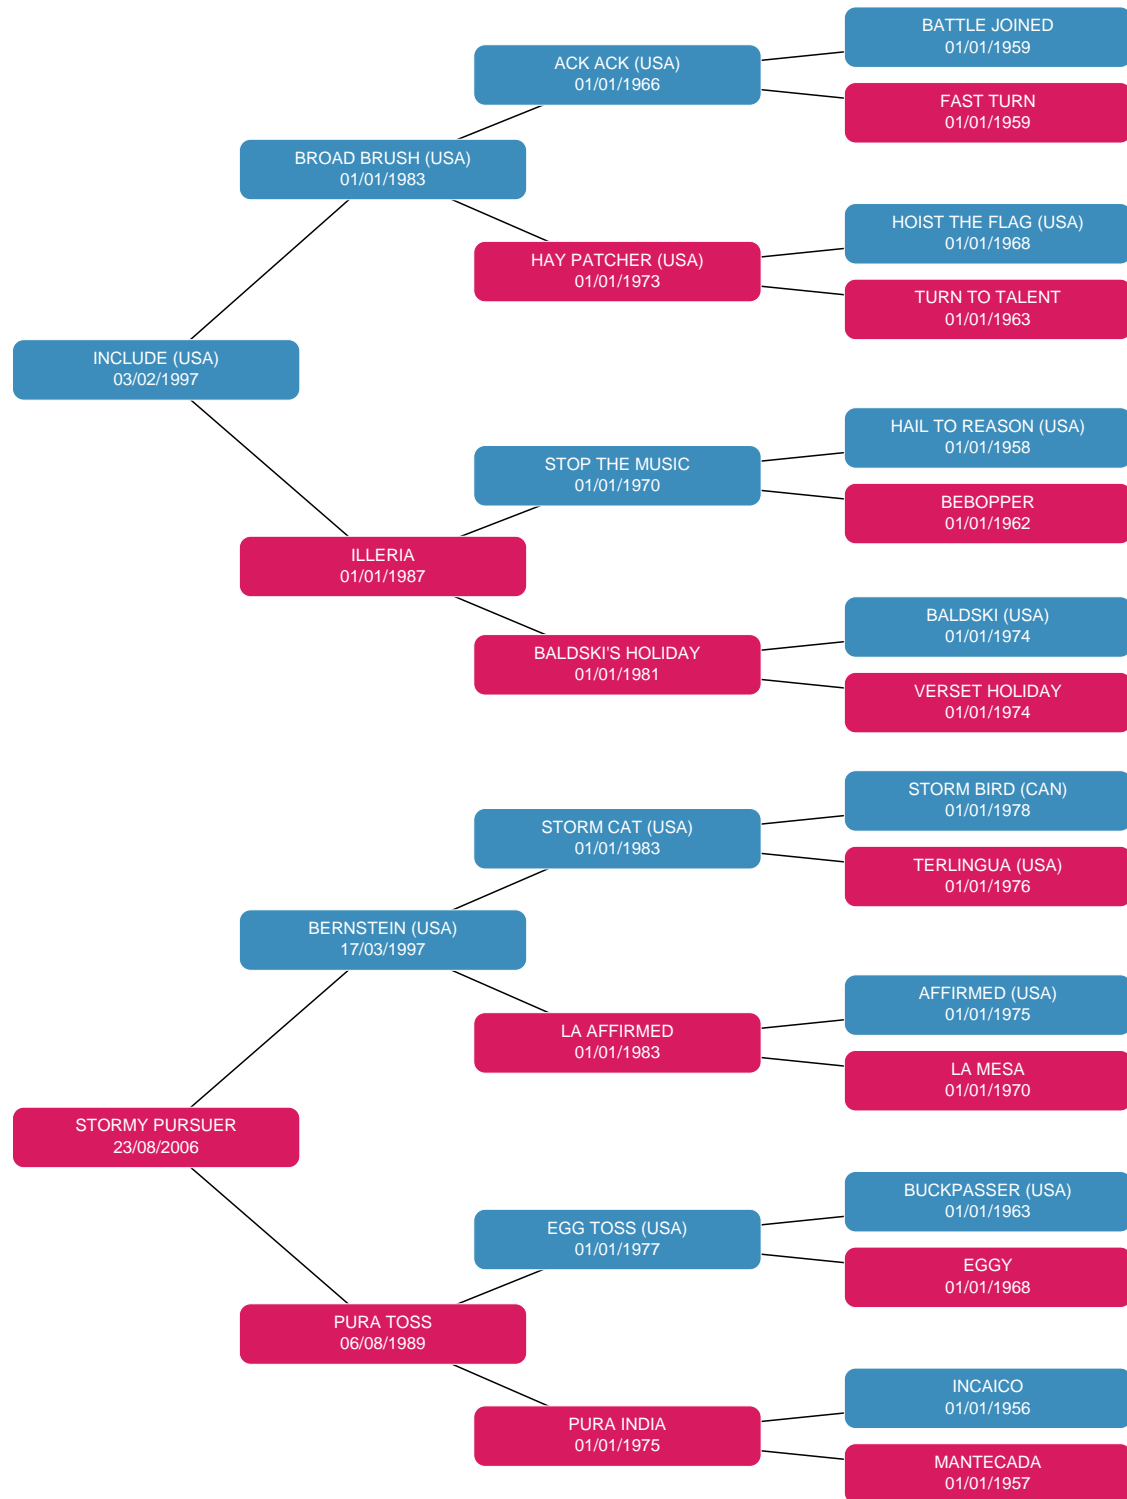 BATTLE JOINED
01/01/1959
ACK ACK (USA)
01/01/1966
FAST TURN
01/01/1959
BROAD BRUSH (USA)
01/01/1983
HOIST THE FLAG (USA)
01/01/1968
HAY PATCHER (USA)
01/01/1973
TURN TO TALENT
01/01/1963
INCLUDE (USA)
03/02/1997
HAIL TO REASON (USA)
01/01/1958
STOP THE MUSIC
01/01/1970
BEBOPPER
01/01/1962
ILLERIA
01/01/1987
BALDSKI (USA)
01/01/1974
BALDSKI'S HOLIDAY
01/01/1981
VERSET HOLIDAY
01/01/1974
STORM BIRD (CAN)
01/01/1978
STORM CAT (USA)
01/01/1983
TERLINGUA (USA)
01/01/1976
BERNSTEIN (USA)
17/03/1997
AFFIRMED (USA)
01/01/1975
LA AFFIRMED
01/01/1983
LA MESA
01/01/1970
STORMY PURSUER
23/08/2006
BUCKPASSER (USA)
01/01/1963
EGG TOSS (USA)
01/01/1977
EGGY
01/01/1968
PURA TOSS
06/08/1989
INCAICO
01/01/1956
PURA INDIA
01/01/1975
MANTECADA
01/01/1957